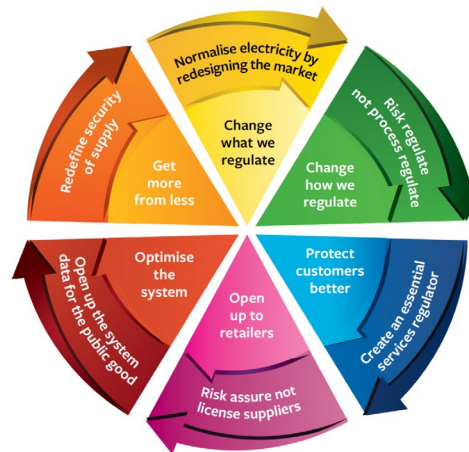 Normalise electricity by
redesigning the market
Change
what we
regulate
Risk regulate
not process regulate
Change
how we
regulate
Create an essential
services regulator
Protect
customers
better
Risk assure not
license suppliers
Open
up to
retailers
Open up the system
data for the public good
Optimise
the
system
Redefine security
of supply
Get
more
from less